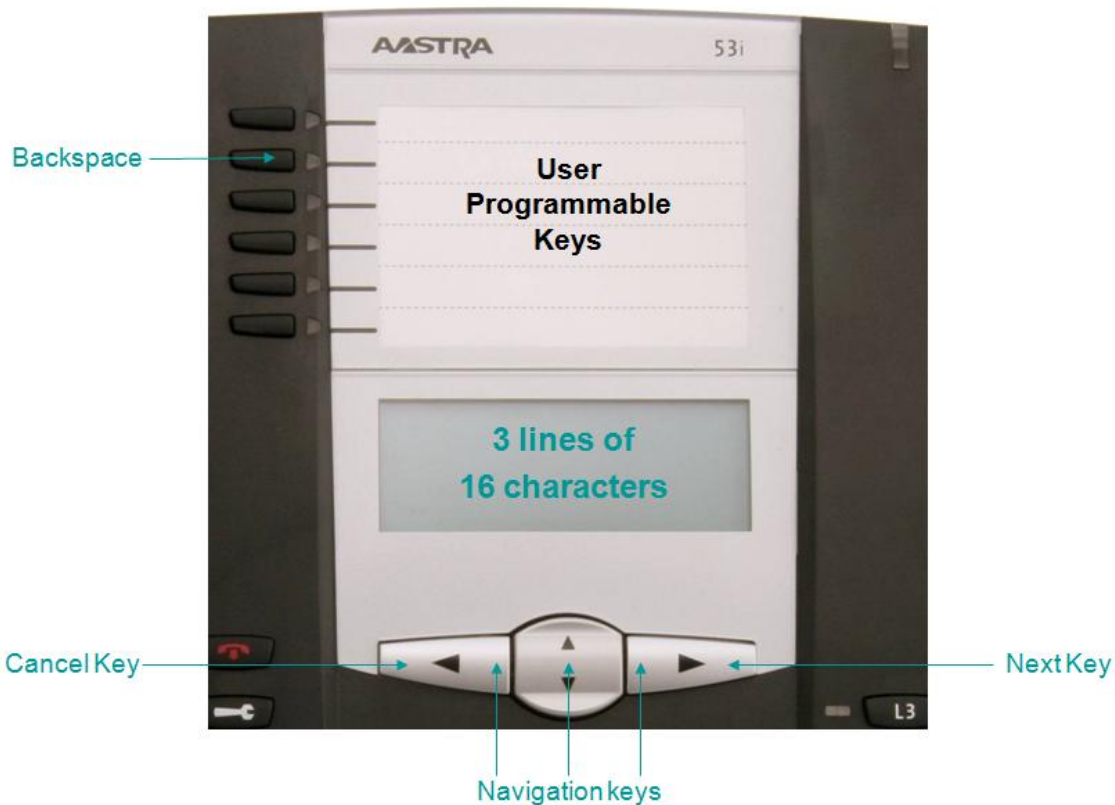 AASTRA 53i
Backspace
User
Programmable
Keys
3 lines of
16 characters
Cancel Key
Next Key
L3
Navigation keys